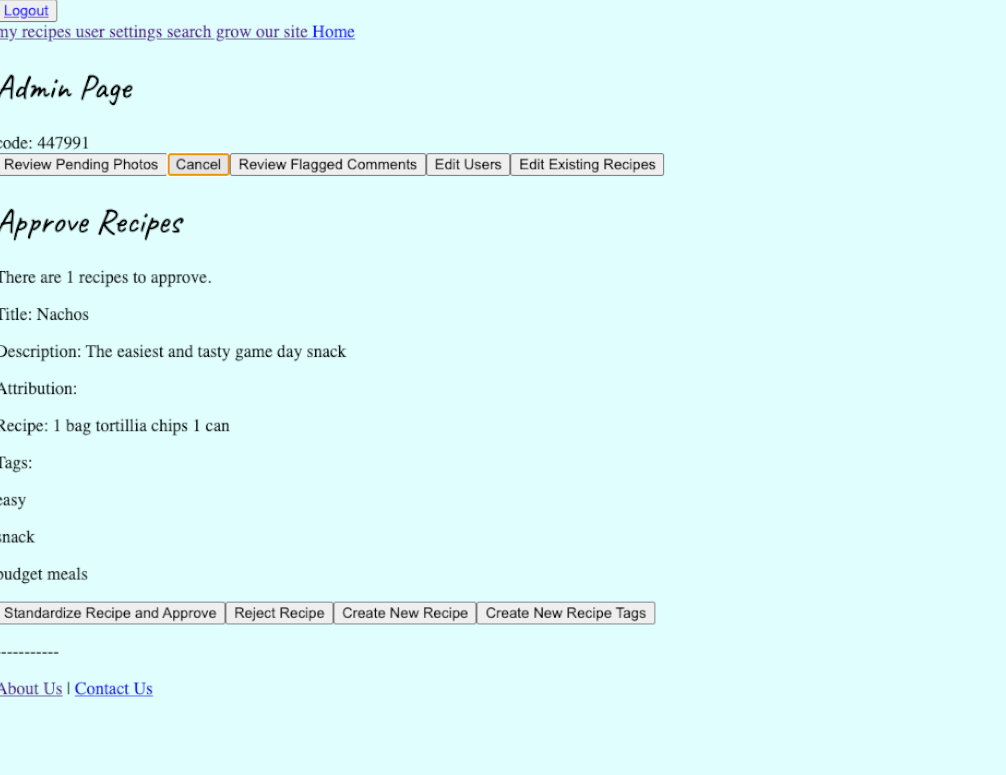 Logout
my recipes user settings search grow our site Home
Admin Page
code: 447991
Review Pending Photos Cancel Review Flagged Comments Edit Users Edit Existing Recipes
Approve Recipes
There are 1 recipes to approve.
Title: Nachos
Description: The easiest and tasty game day snack
Attribution:
Recipe: 1 bag tortillia chips 1 can
Tags:
easy
snack
budget meals
Standardize Recipe and Approve Reject Recipe Create New Recipe Create New Recipe Tags
-----------
About Us | Contact Us